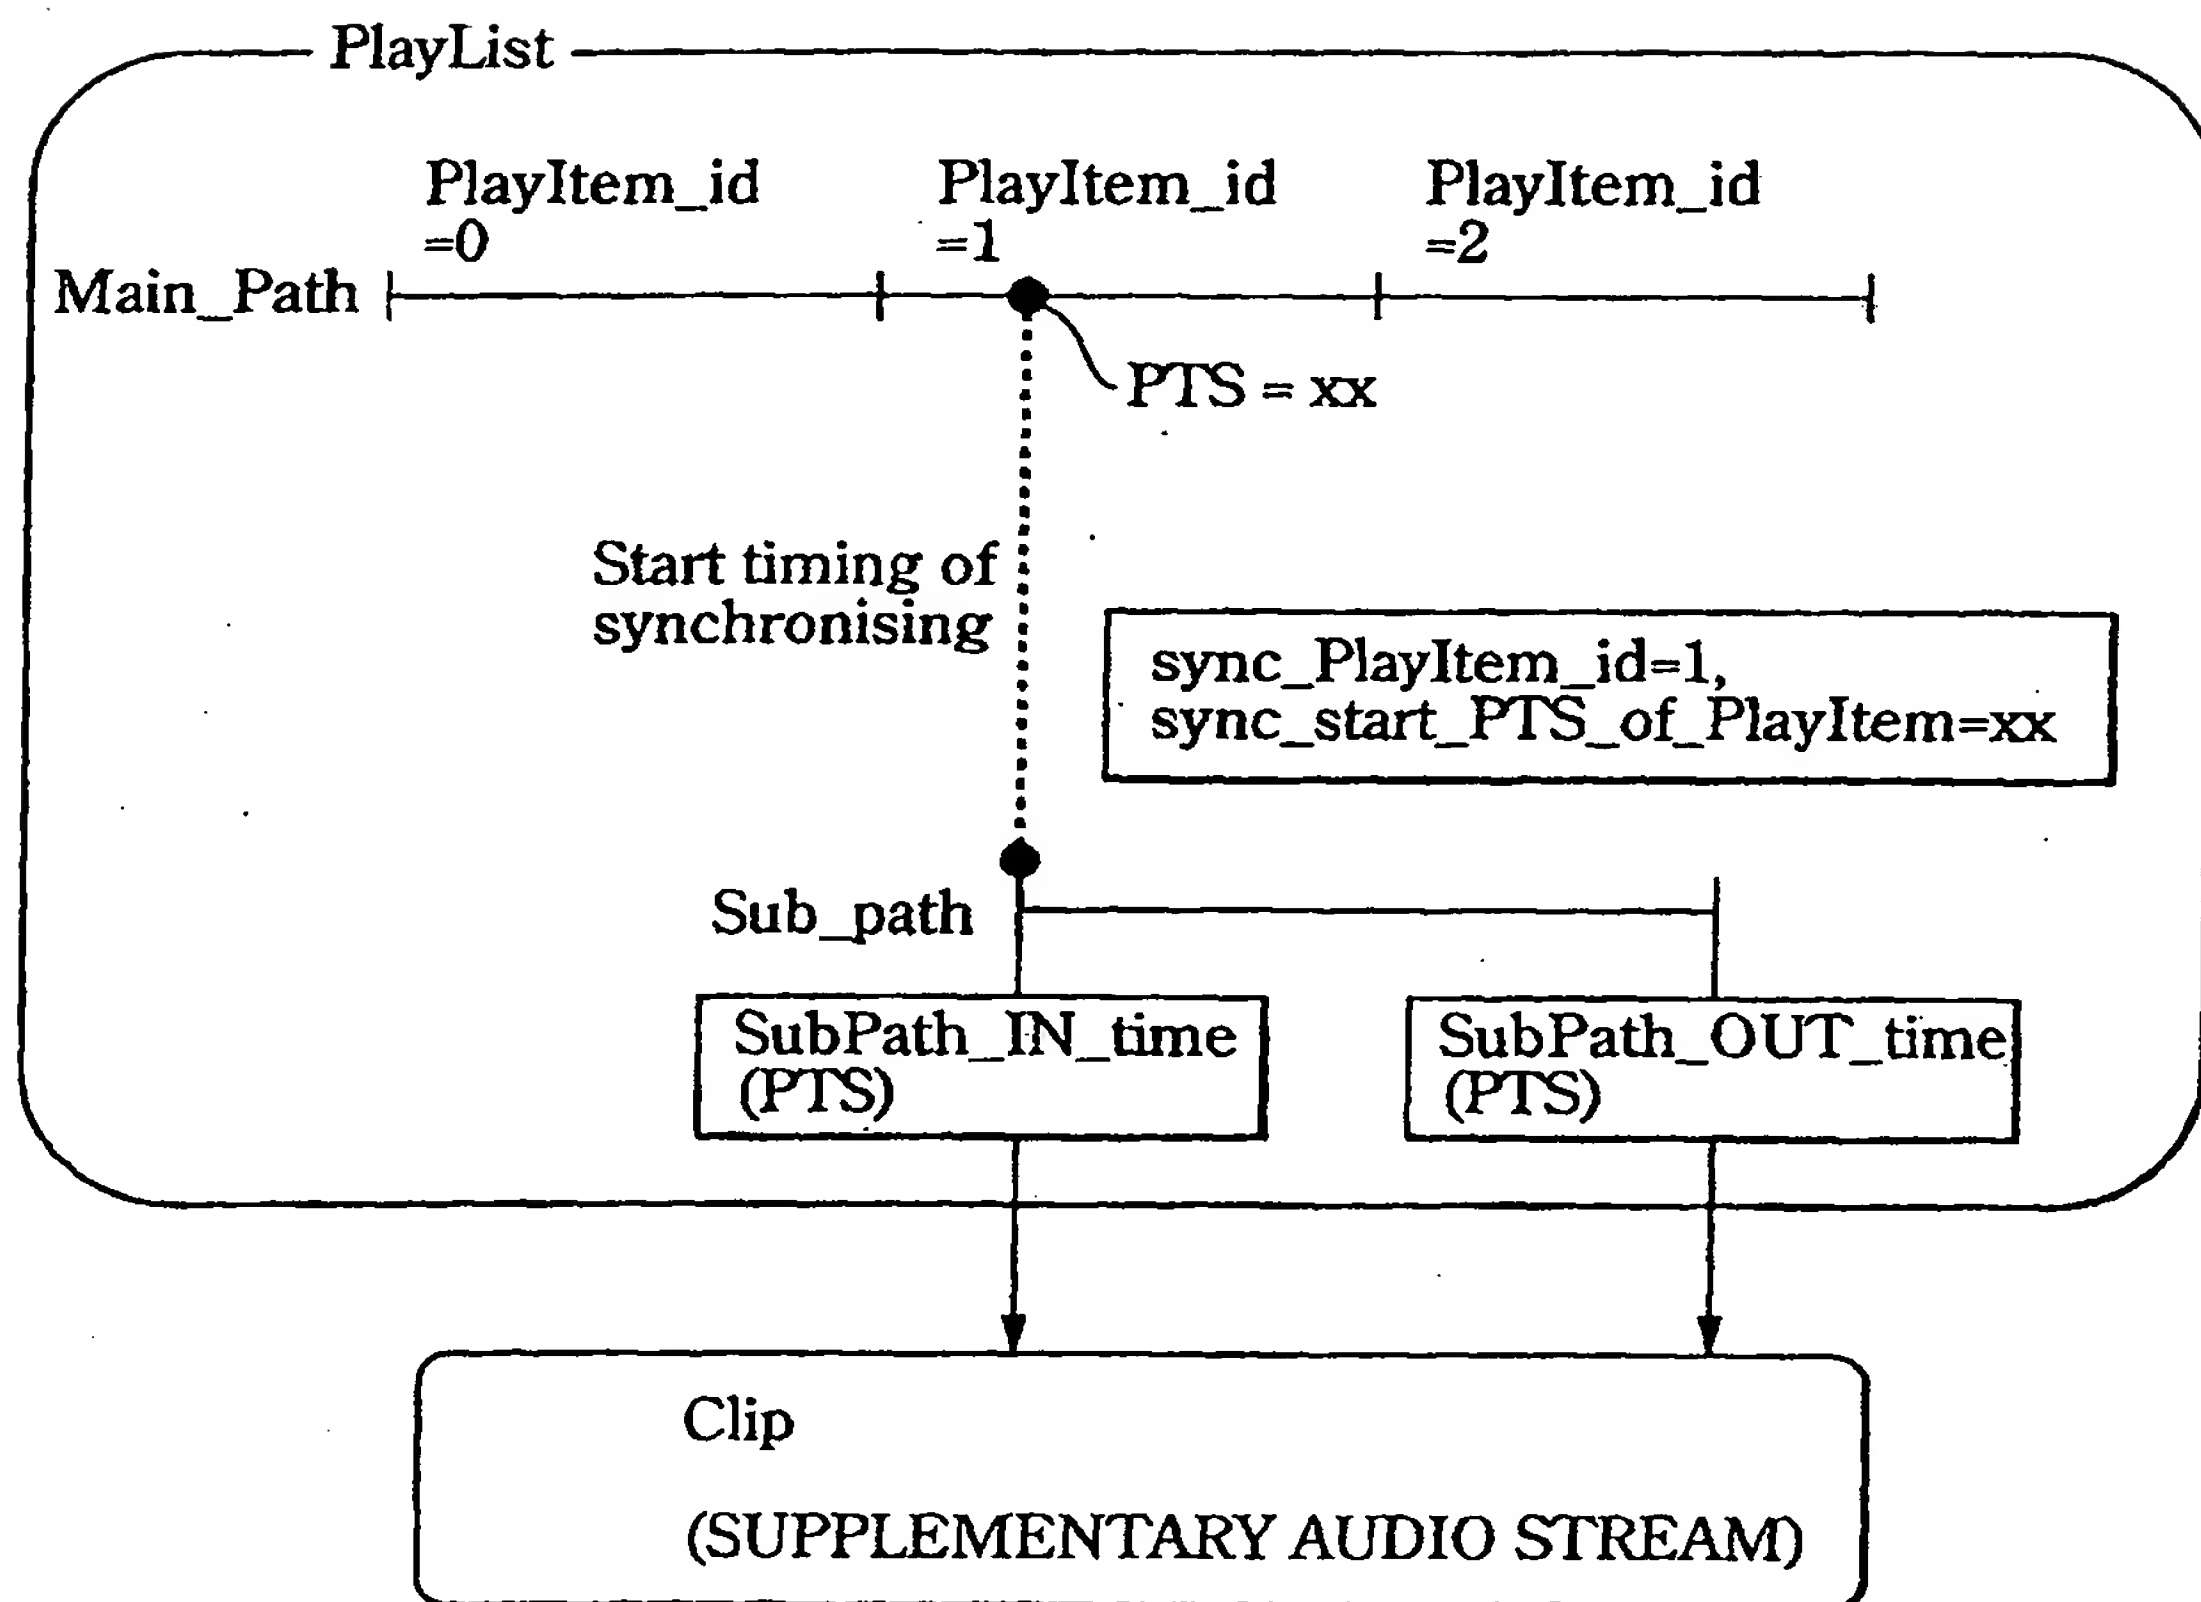 PlayList
PlayItem_id
=0
PlayItem_id
=1
PlayItem_id
=2
Main_Path
PTS = xx
Start timing of
synchronising
sync_PlayItem_id=1,
sync_start_PTS_of_PlayItem=xx
Sub_path
SubPath_IN_time
(PTS)
SubPath_OUT_time
(PTS)
Clip
(SUPPLEMENTARY AUDIO STREAM)